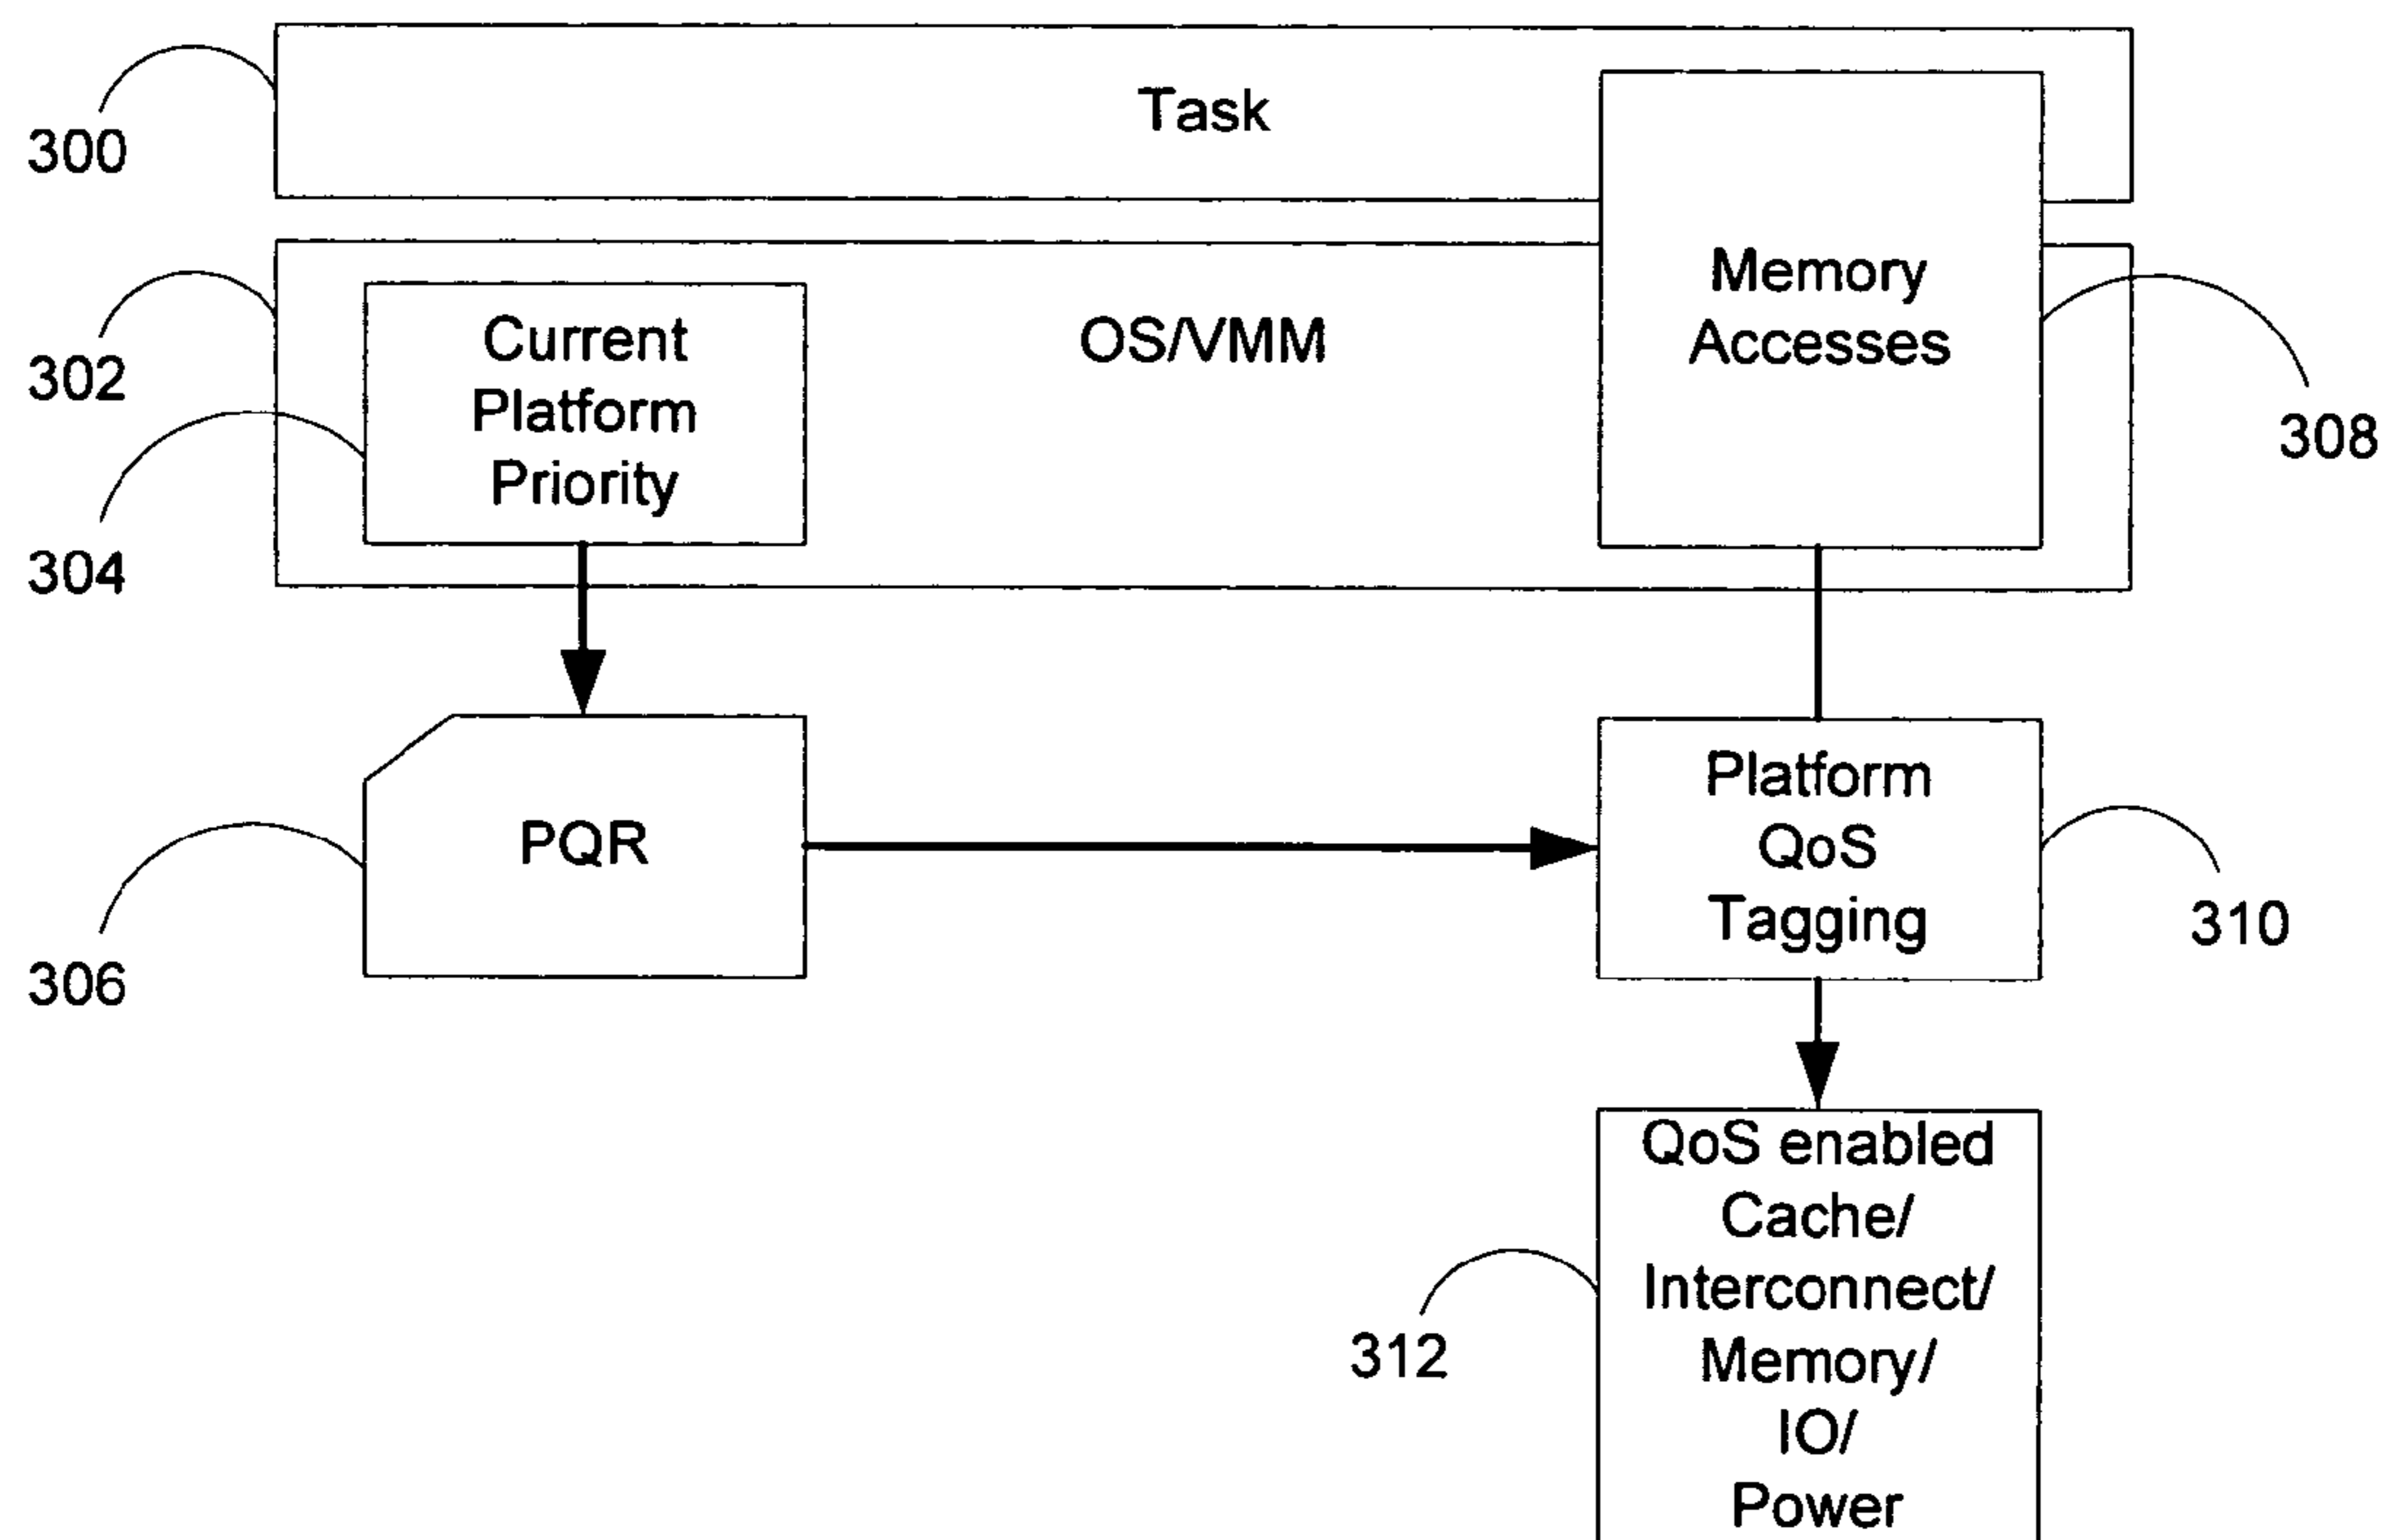 Task
300
Memory
Accesses
Current
Platform
Priority
OS/VMM
302
308
304
PQR
Platform
QoS
Tagging
306
310
QoS enabled
Cache/
Interconnect/
Memory/
IO/
Power
312